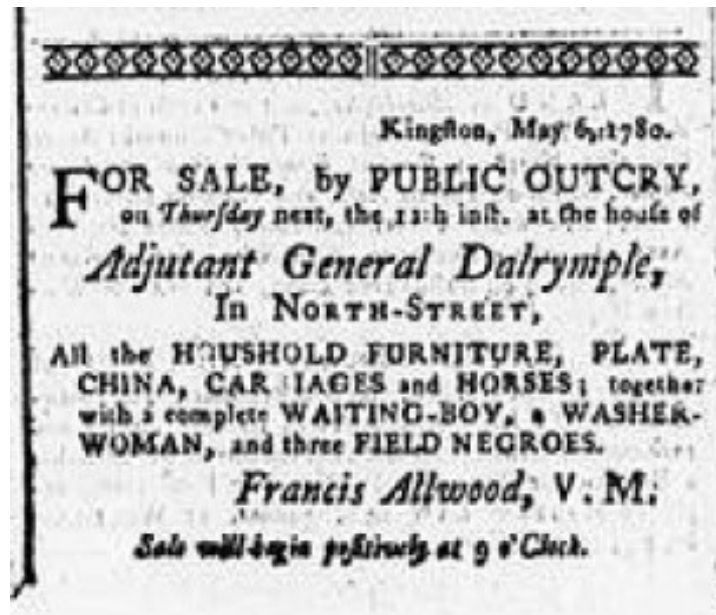 Kingſton, May 6, 1780.
FOR SALE, by PUBLIC OUTCRY,
on Thurſday next, the 11th inſt. at the houſe of
Adjutant General Dalrymple,
In NORTH-STREET,
All the HOUSHOLD FURNITURE, PLATE,
CHINA, CARRIAGES and HORSES; together
with a complete WAITING-BOY, a WASHER-
WOMAN, and three FIELD NEGROES.
Francis Allwood, V. M.
Sale will begin poſitively at 9 o'Clock.